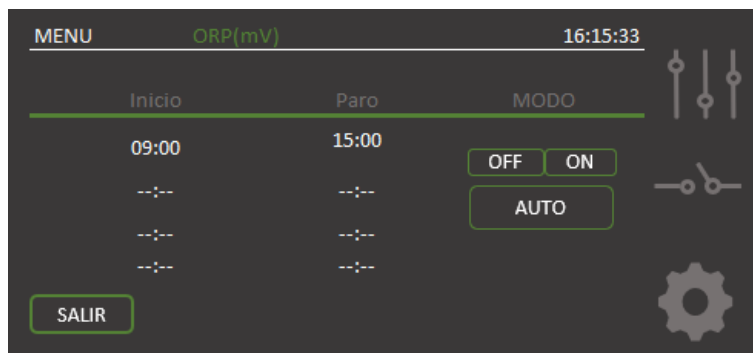 MENU ORP(mV) 16:15:33
Inicio Paro MODO
09:00 15:00
OFF ON
--:-- --:--
AUTO
--:-- --:--
--:-- --:--
SALIR